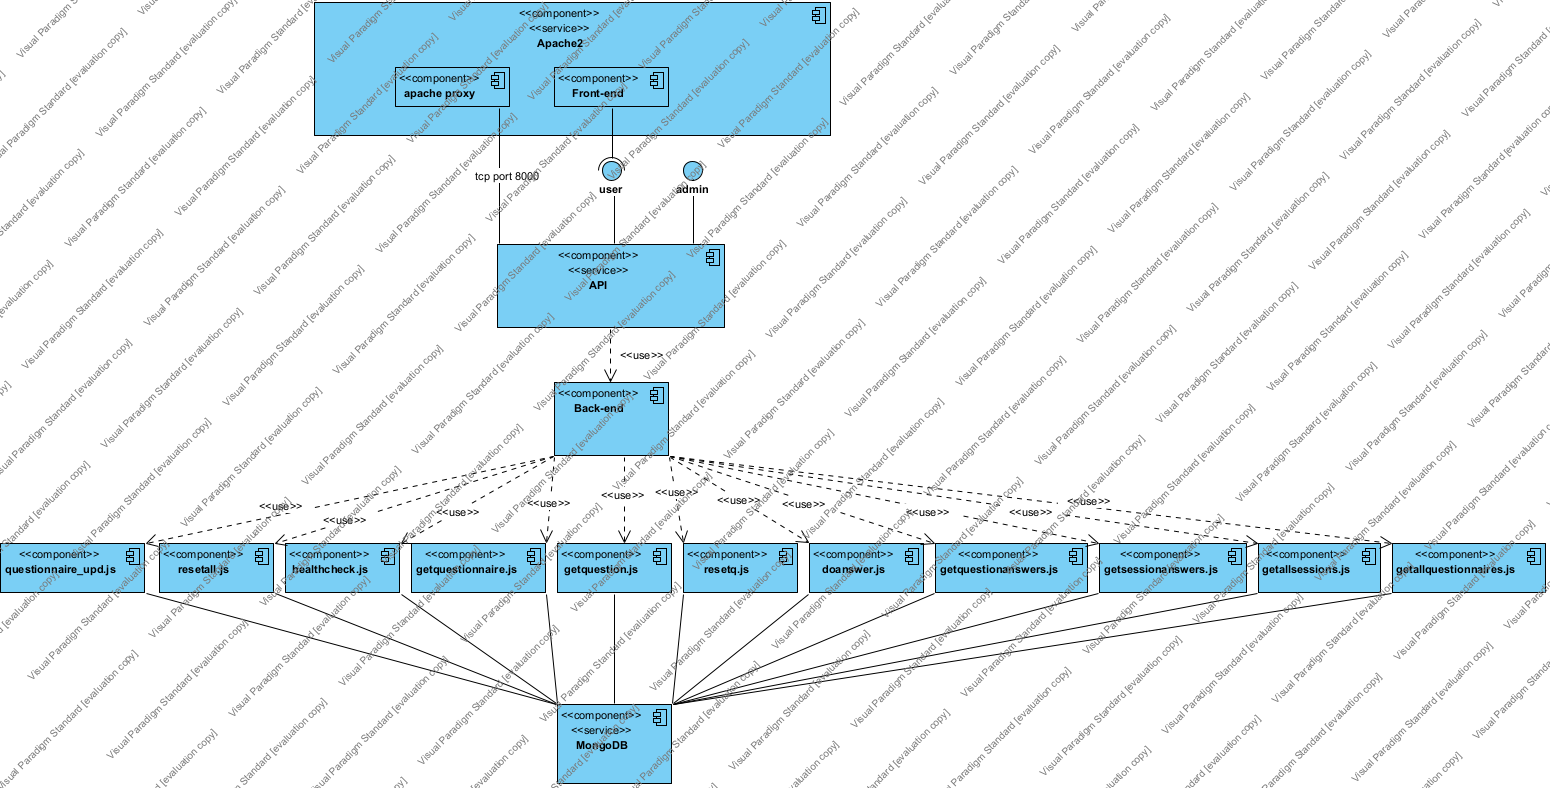 <<component>>
<<service>>
Apache2
<<component>>
apache proxy
<<component>>
Front-end
tcp port 8000
user
admin
<<component>>
<<service>>
API
<<use>>
<<component>>
Back-end
<<use>>
<<use>>
<<use>>
<<use>>
<<use>>
<<use>>
<<use>>
<<use>>
<<use>>
<<use>>
<<use>>
<<component>>
questionnaire_upd.js
<<component>>
resetall.js
<<component>>
healthcheck.js
<<component>>
getquestionnaire.js
<<component>>
getquestion.js
<<component>>
resetq.js
<<component>>
doanswer.js
<<component>>
getquestionanswers.js
<<component>>
getsessionanswers.js
<<component>>
getallsessions.js
<<component>>
getallquestionnaires.js
<<component>>
<<service>>
MongoDB
Visual Paradigm Standard [evaluation copy]